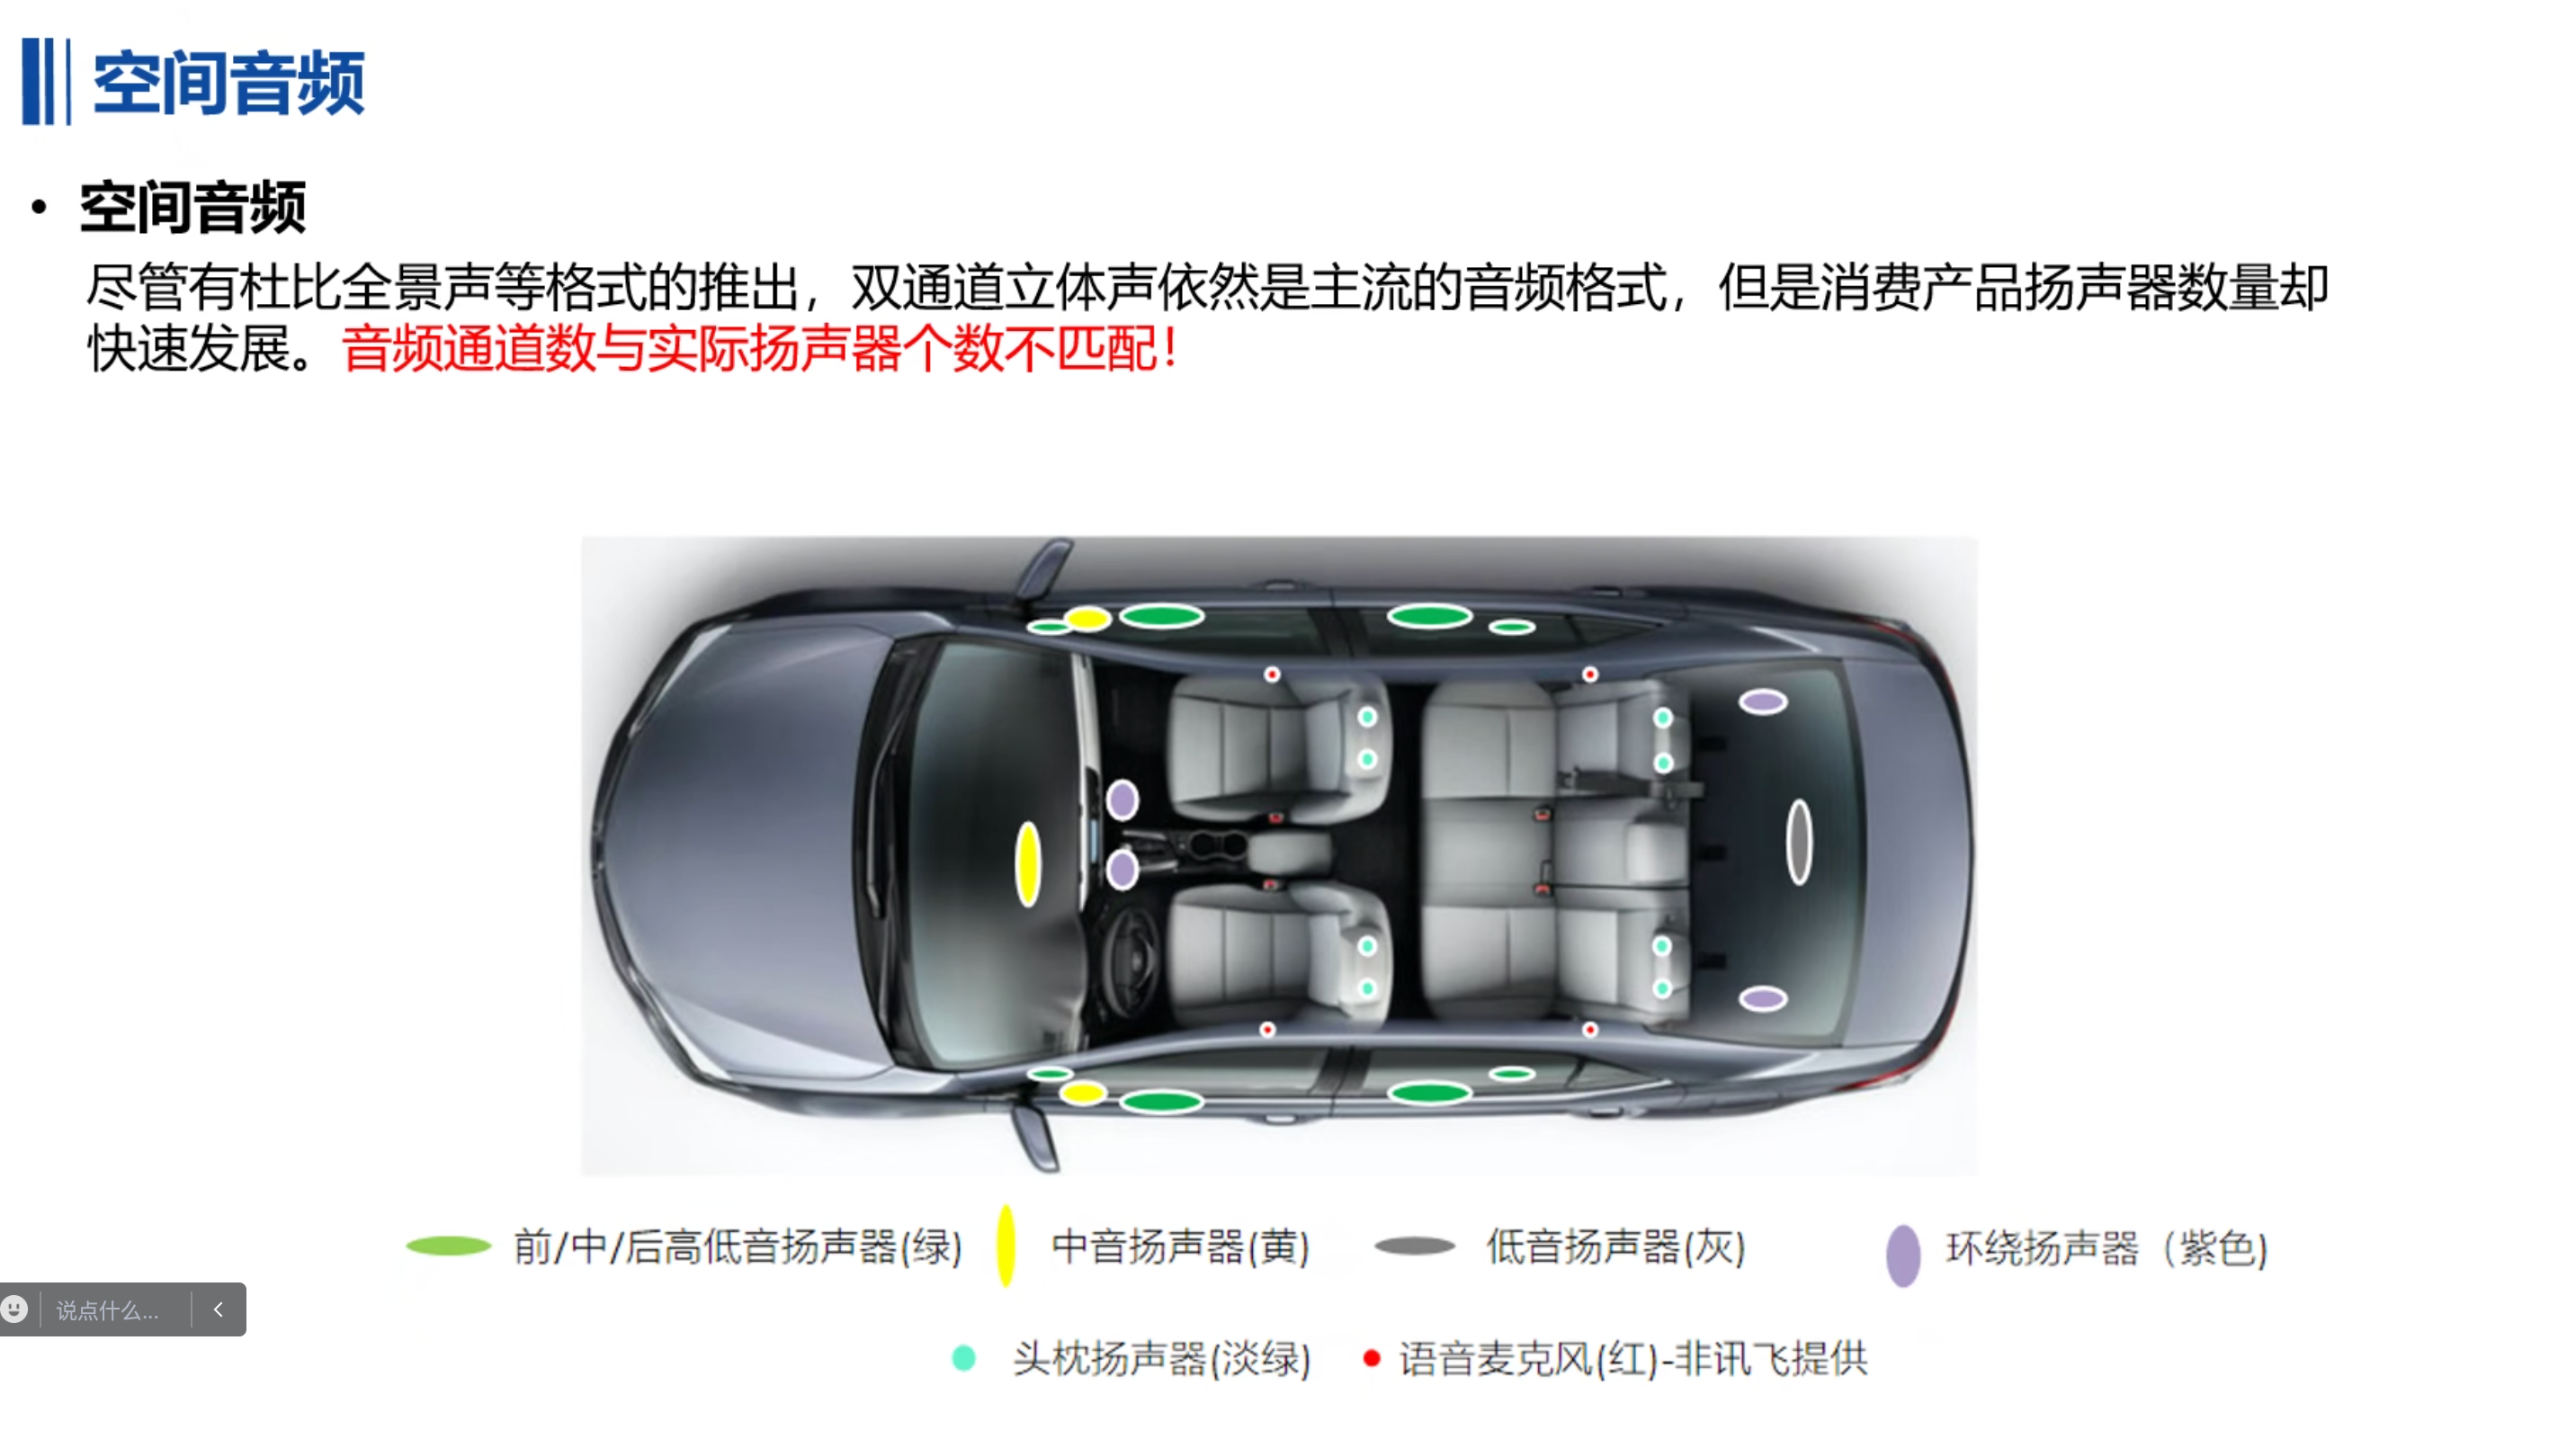 空间音频
• 空间音频
尽管有杜比全景声等格式的推出，双通道立体声依然是主流的音频格式，但是消费产品扬声器数量却
快速发展。音频通道数与实际扬声器个数不匹配！
前/中/后高低音扬声器(绿) 中音扬声器(黄) 低音扬声器(灰) 环绕扬声器（紫色)
说点什么...
头枕扬声器(淡绿) 语音麦克风(红)-非讯飞提供